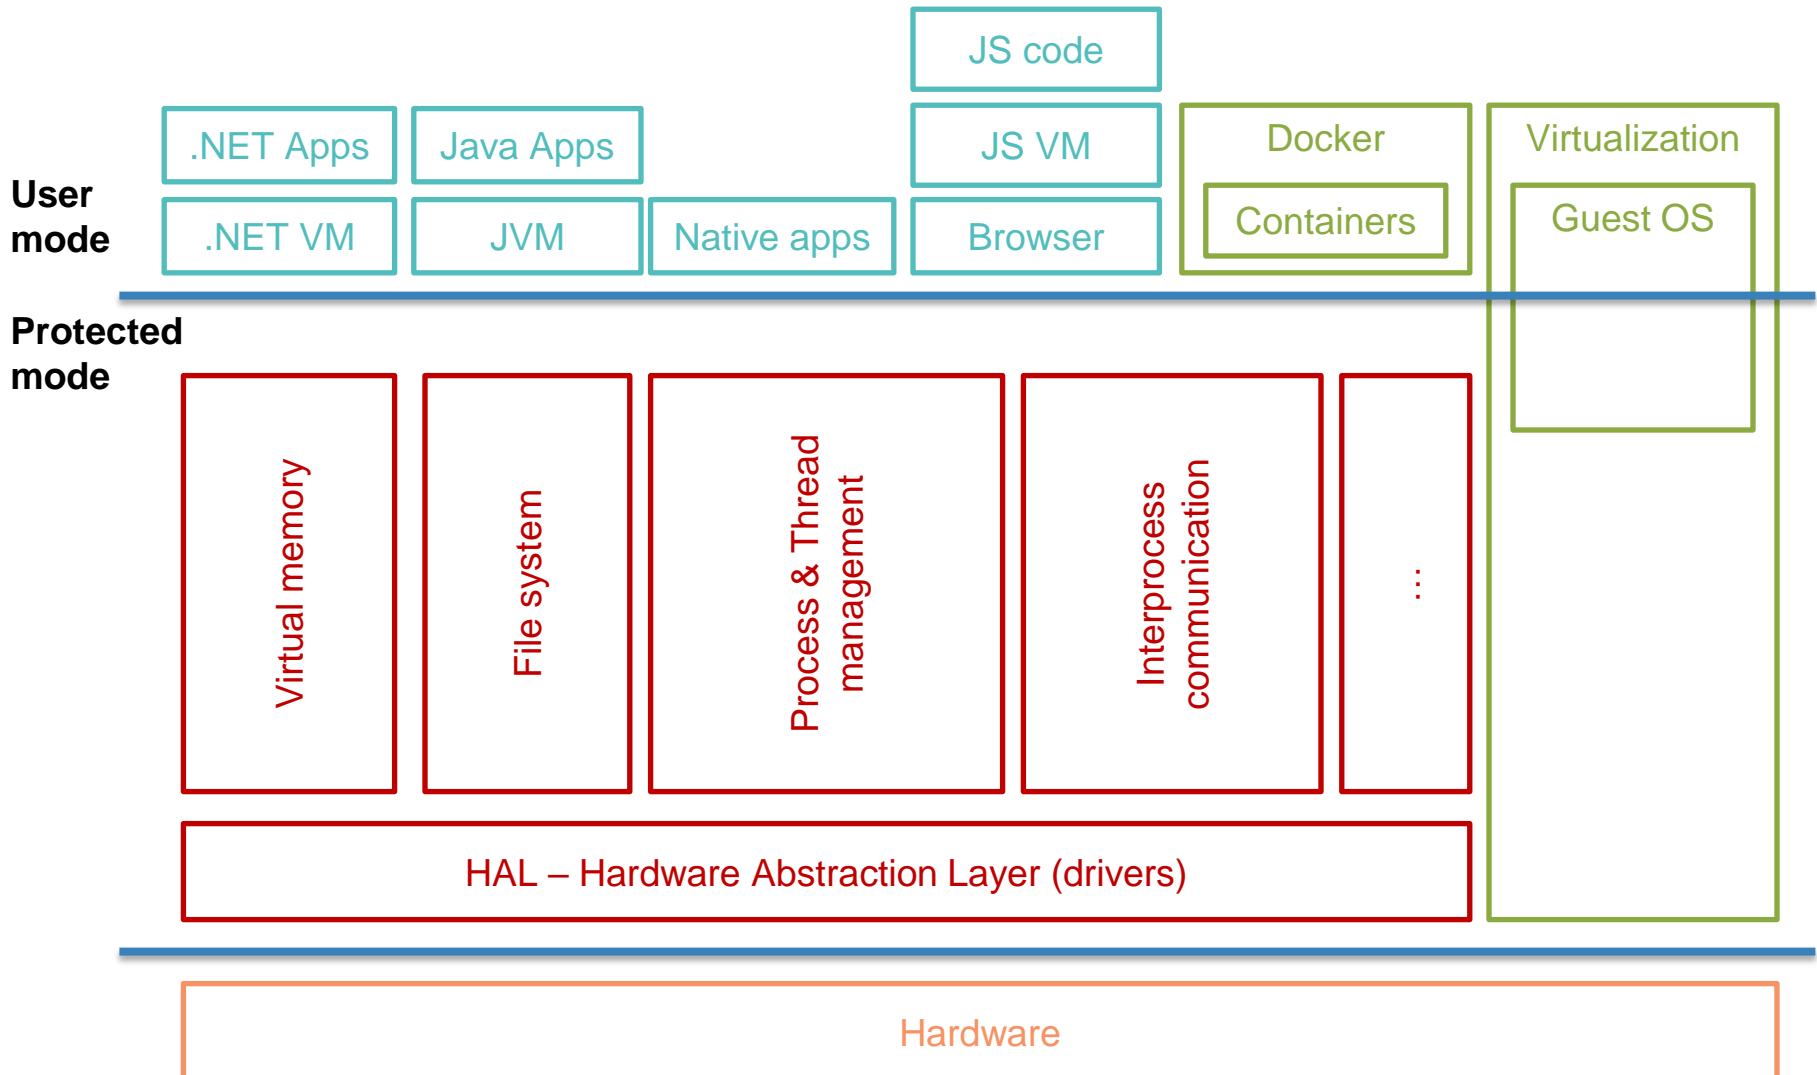 JS code
.NET Apps
Java Apps
JS VM
Docker
Virtualization
User
mode
.NET VM
JVM
Native apps
Browser
Containers
Guest OS
Protected
mode
Virtual memory
File system
Process & Thread
management
Interprocess
communication
...
HAL – Hardware Abstraction Layer (drivers)
Hardware